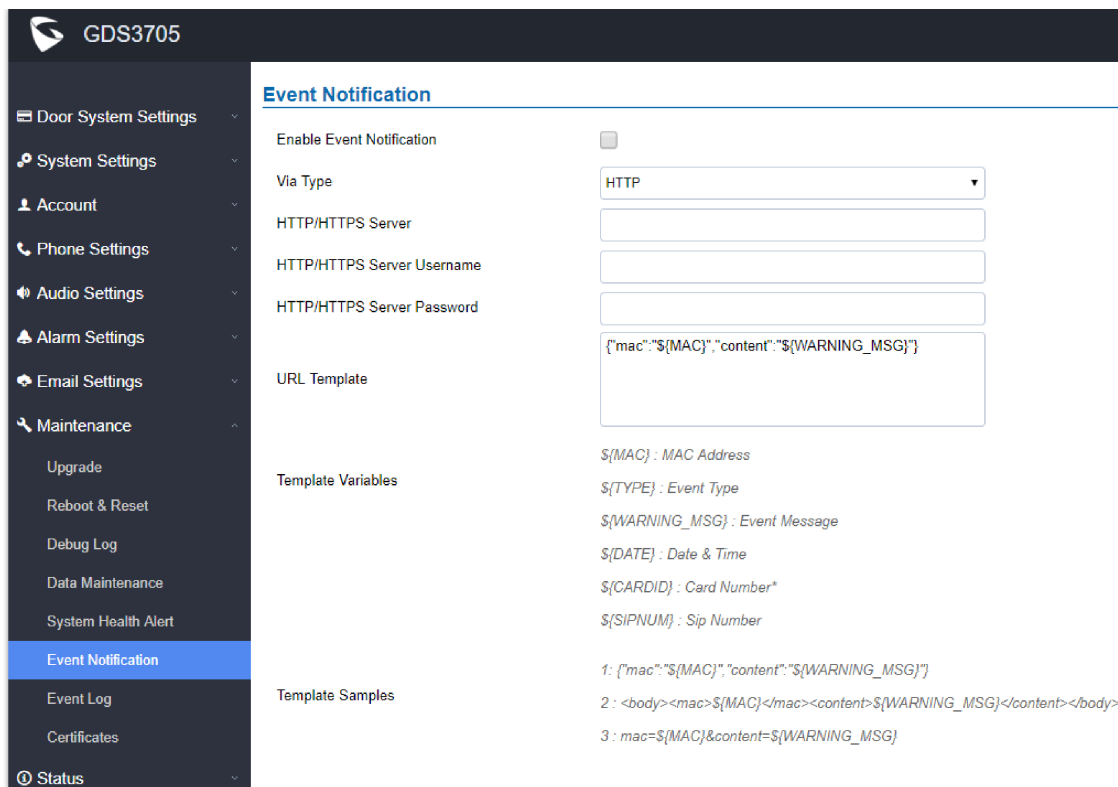 GDS3705
Door System Settings
System Settings
Account
Phone Settings
Audio Settings
Alarm Settings
Email Settings
Maintenance
Upgrade
Reboot & Reset
Debug Log
Data Maintenance
System Health Alert
Event Notification
Event Log
Certificates
Status
Event Notification
Enable Event Notification
Via Type HTTP
HTTP/HTTPS Server
HTTP/HTTPS Server Username
HTTP/HTTPS Server Password
URL Template {"mac":"${MAC}","content":"${WARNING_MSG}"}
Template Variables
${MAC} : MAC Address
${TYPE} : Event Type
${WARNING_MSG} : Event Message
${DATE} : Date & Time
${CARDID} : Card Number*
${SIPNUM} : Sip Number
Template Samples
1: {"mac":"${MAC}","content":"${WARNING_MSG}"}
2 : <body><mac>${MAC}</mac><content>${WARNING_MSG}</content></body>
3 : mac=${MAC}&content=${WARNING_MSG}